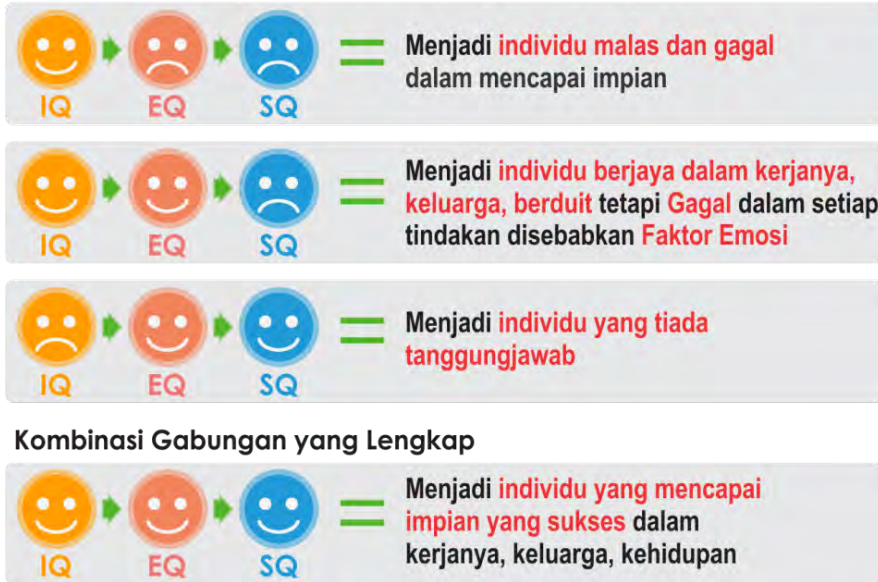 IQ EQ SQ
Menjadi individu malas dan gagal
dalam mencapai impian
IQ EQ SQ
Menjadi individu berjaya dalam kerjanya,
keluarga, berduit tetapi Gagal dalam setiap
tindakan disebabkan Faktor Emosi
IQ EQ SQ
Menjadi individu yang tiada
tanggungjawab
Kombinasi Gabungan yang Lengkap
IQ EQ SQ
Menjadi individu yang mencapai
impian yang sukses dalam
kerjanya, keluarga, kehidupan